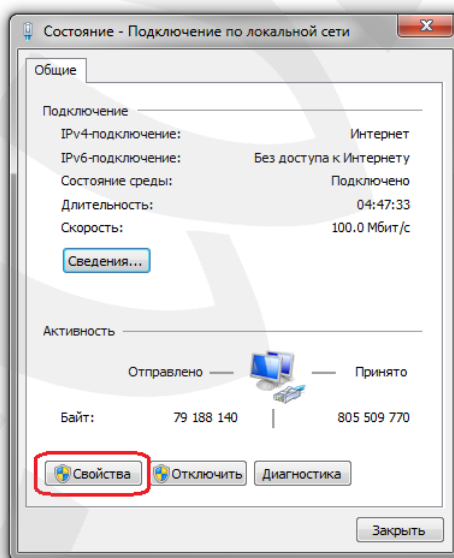 Состояние - Подключение по локальной сети
Общие
Подключение
IPv4-подключение: Интернет
IPv6-подключение: Без доступа к Интернету
Состояние среды: Подключено
Длительность: 04:47:33
Скорость: 100.0 Мбит/с
Сведения...
Активность
Отправлено — — Принято
Байт: 79 188 140 | 805 509 770
Свойства Отключить Диагностика
Закрыть